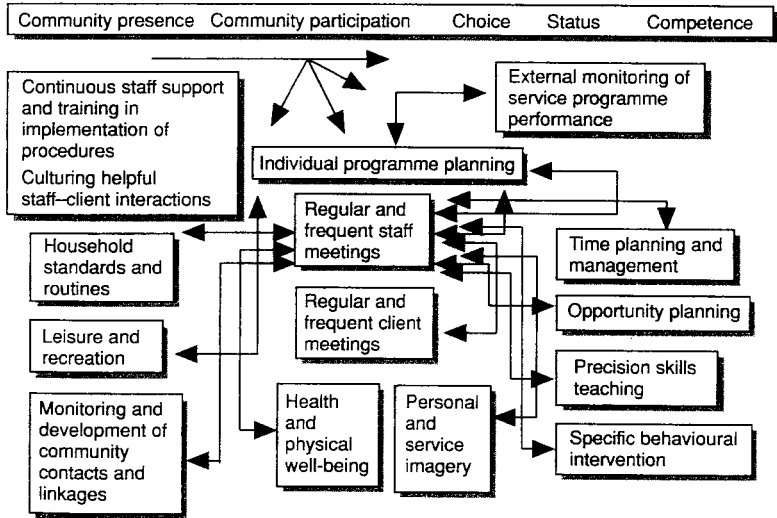 Community presence Community participation Choice Status Competence
Continuous staff support
and training in
implementation of
procedures
Culturing helpful
staff–client interactions
External monitoring of
service programme
performance
Individual programme planning
Regular and
frequent staff
meetings
Household
standards and
routines
Time planning and
management
Regular and
frequent client
meetings
Opportunity planning
Leisure and
recreation
Precision skills
teaching
Monitoring and
development of
community
contacts and
linkages
Health
and
physical
well-being
Personal
and
service
imagery
Specific behavioural
intervention